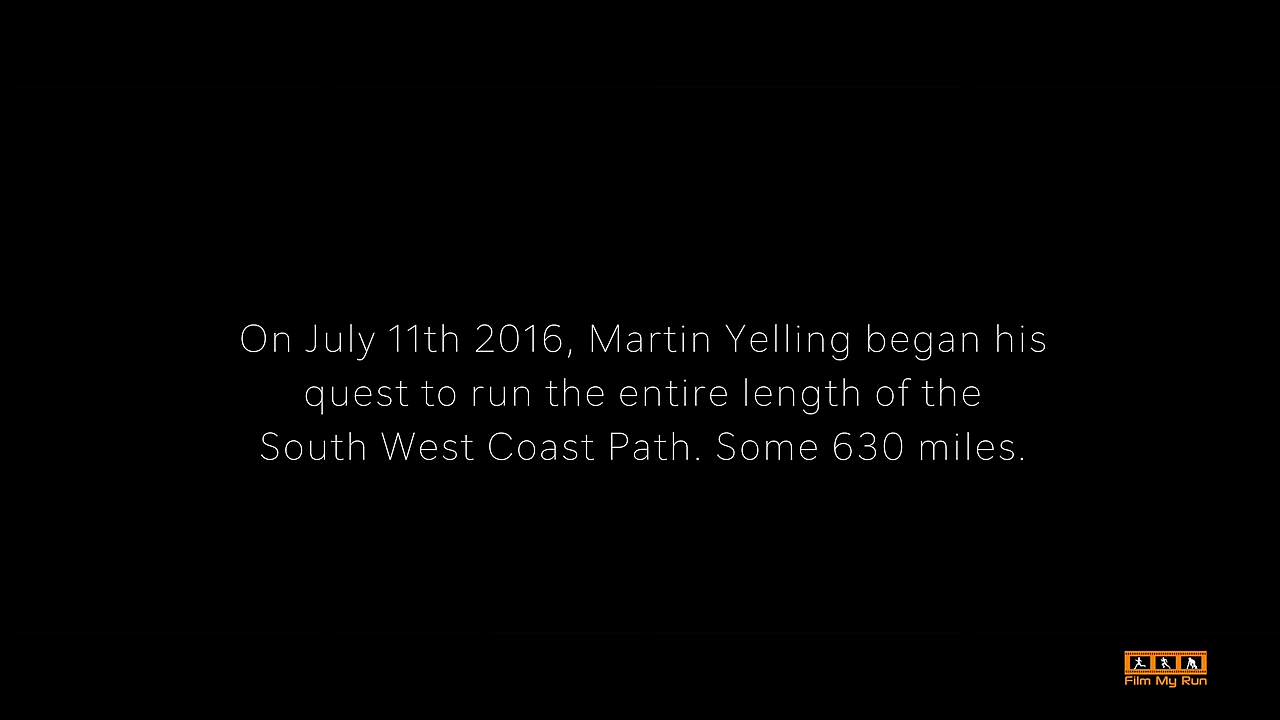 On July 11th 2016, Martin Yelling began his
quest to run the entire length of the
South West Coast Path. Some 630 miles.
Film My Run